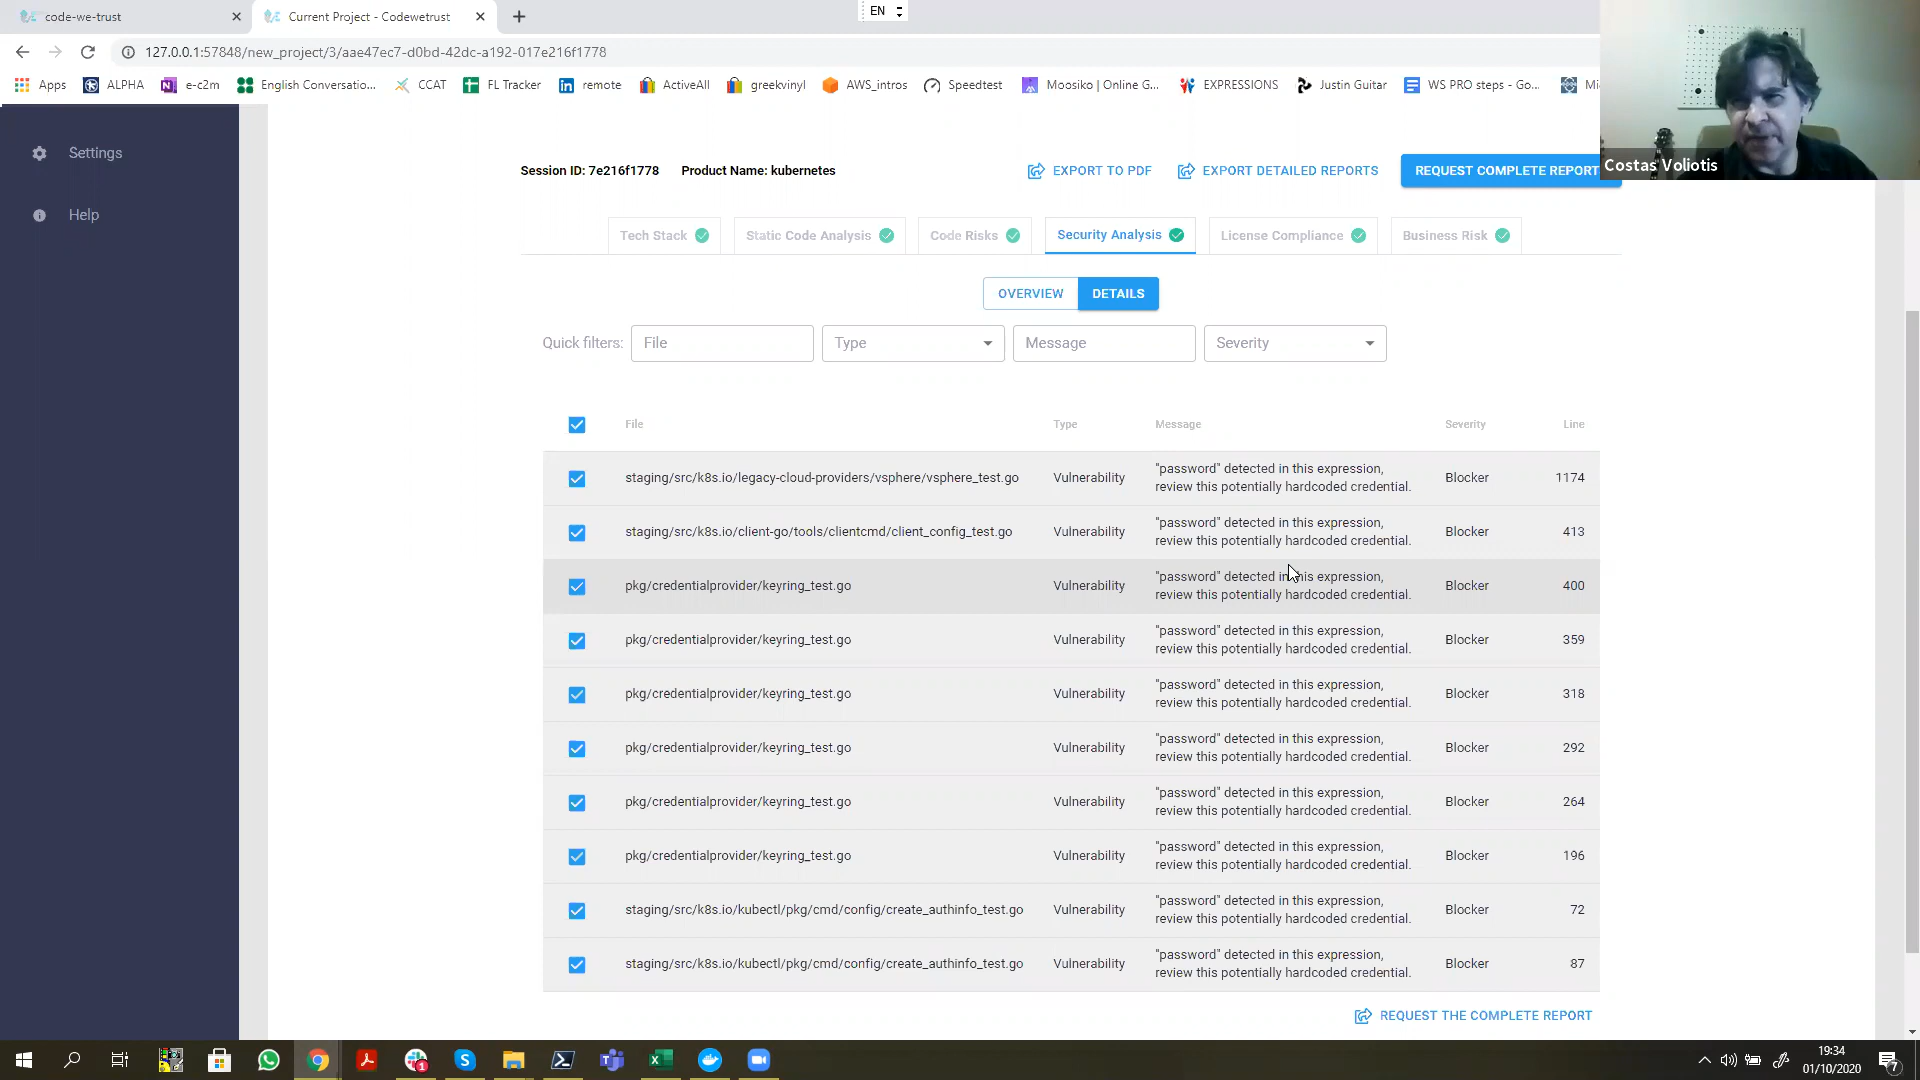 code-we-trust
Current Project - Codewetrust
EN
127.0.0.1:57848/new_project/3/aae47ec7-d0bd-42dc-a192-017e216f1778
Apps ALPHA e-c2m English Conversatio... CCAT FL Tracker remote ActiveAll greekvinyl AWS_intros Speedtest Moosiko | Online G... EXPRESSIONS Justin Guitar WS PRO steps - Go...
Costas Voliotis
Settings
Help
Session ID: 7e216f1778 Product Name: kubernetes EXPORT TO PDF EXPORT DETAILED REPORTS REQUEST COMPLETE REPORT
Tech Stack Static Code Analysis Code Risks Security Analysis License Compliance Business Risk
OVERVIEW DETAILS
Quick filters: File Type Message Severity
File Type Message Severity Line
staging/src/k8s.io/legacy-cloud-providers/vsphere/vsphere_test.go Vulnerability "password" detected in this expression, review this potentially hardcoded credential. Blocker 1174
staging/src/k8s.io/client-go/tools/clientcmd/client_config_test.go Vulnerability "password" detected in this expression, review this potentially hardcoded credential. Blocker 413
pkg/credentialprovider/keyring_test.go Vulnerability "password" detected in this expression, review this potentially hardcoded credential. Blocker 400
pkg/credentialprovider/keyring_test.go Vulnerability "password" detected in this expression, review this potentially hardcoded credential. Blocker 359
pkg/credentialprovider/keyring_test.go Vulnerability "password" detected in this expression, review this potentially hardcoded credential. Blocker 318
pkg/credentialprovider/keyring_test.go Vulnerability "password" detected in this expression, review this potentially hardcoded credential. Blocker 292
pkg/credentialprovider/keyring_test.go Vulnerability "password" detected in this expression, review this potentially hardcoded credential. Blocker 264
pkg/credentialprovider/keyring_test.go Vulnerability "password" detected in this expression, review this potentially hardcoded credential. Blocker 196
staging/src/k8s.io/kubectl/pkg/cmd/config/create_authinfo_test.go Vulnerability "password" detected in this expression, review this potentially hardcoded credential. Blocker 72
staging/src/k8s.io/kubectl/pkg/cmd/config/create_authinfo_test.go Vulnerability "password" detected in this expression, review this potentially hardcoded credential. Blocker 87
REQUEST THE COMPLETE REPORT
19:34
01/10/2020